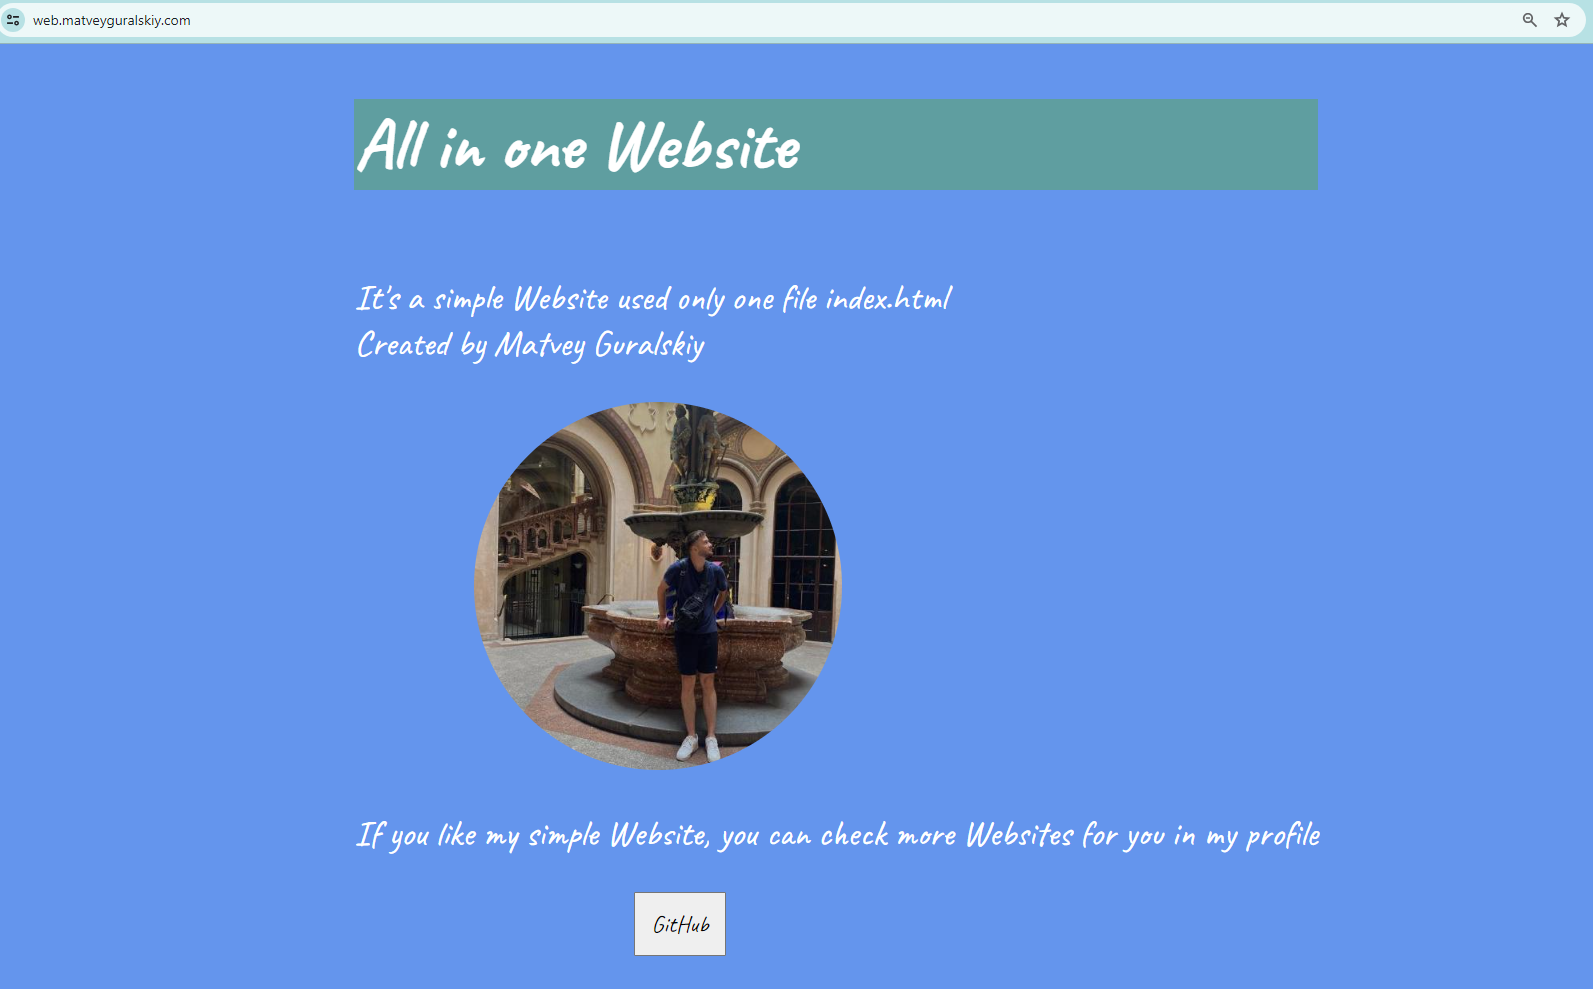 web.matveyguralskiy.com
All in one Website
It's a simple Website used only one file index.html
Created by Matvey Guralskiy
If you like my simple Website, you can check more Websites for you in my profile
GitHub